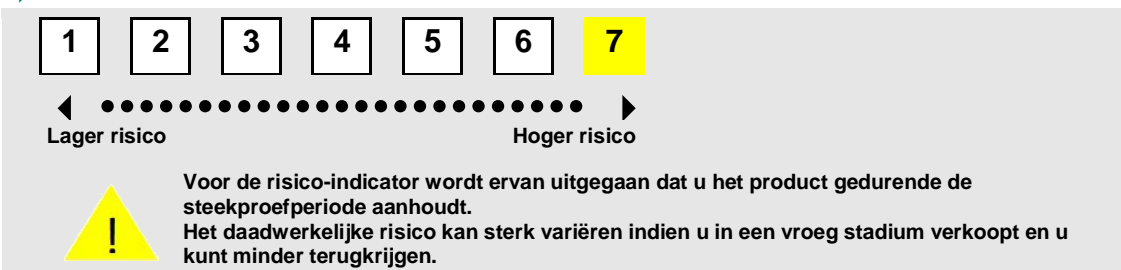 1 2 3 4 5 6 7
Lager risico Hoger risico
Voor de risico-indicator wordt ervan uitgegaan dat u het product gedurende de
steekproefperiode aanhoudt.
Het daadwerkelijke risico kan sterk variëren indien u in een vroeg stadium verkoopt en u
kunt minder terugkrijgen.
!